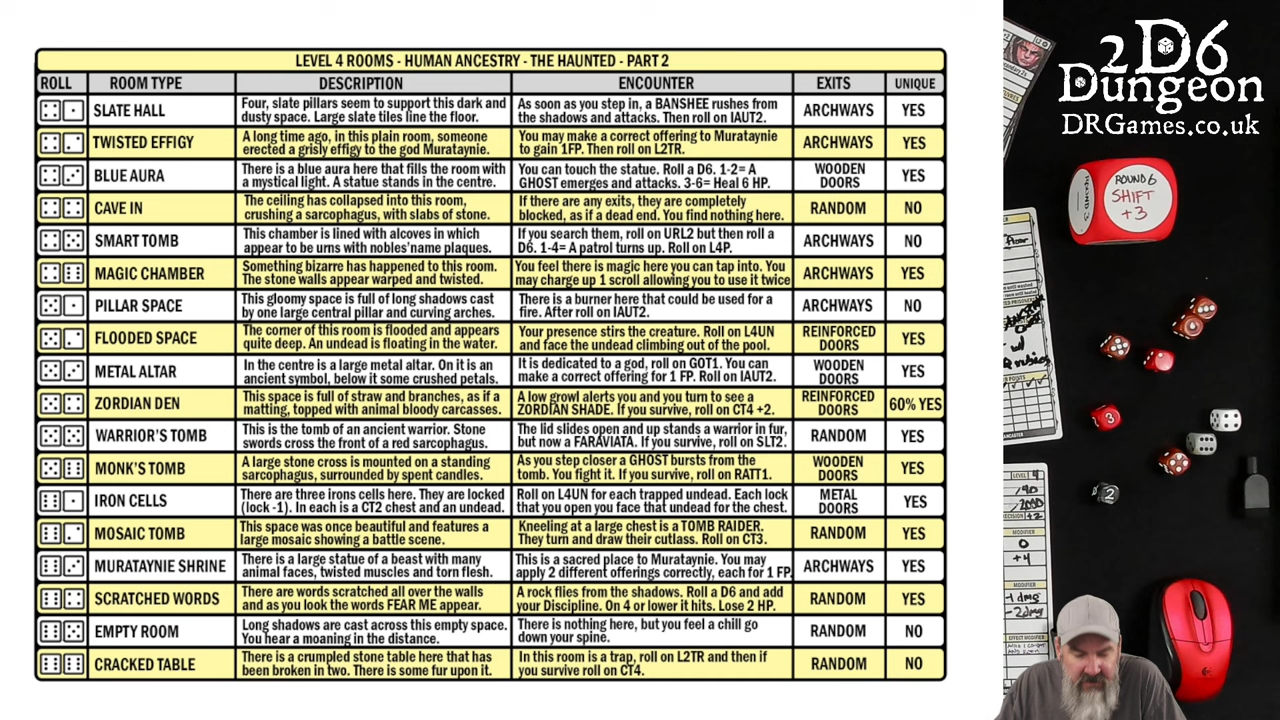 LEVEL 4 ROOMS - HUMAN ANCESTRY - THE HAUNTED - PART 2
ROLL ROOM TYPE DESCRIPTION ENCOUNTER EXITS UNIQUE
SLATE HALL Four, slate pillars seem to support this dark and dusty space. Large slate tiles line the floor. As soon as you step in, a BANSHEE rushes from the shadows and attacks. Then roll on IAUT2. ARCHWAYS YES
TWISTED EFFIGY A long time ago, in this plain room, someone erected a grisly effigy to the god Murataynie. You may make a correct offering to Murataynie to gain 1FP. Then roll on L2TR. ARCHWAYS YES
BLUE AURA There is a blue aura here that fills the room with a mystical light. A statue stands in the centre. You can touch the statue. Roll a D6. 1-2= A GHOST emerges and attacks. 3-6= Heal 6 HP. WOODEN DOORS YES
CAVE IN The ceiling has collapsed into this room, crushing a sarcophagus, with slabs of stone. If there are any exits, they are completely blocked, as if a dead end. You find nothing here. RANDOM NO
SMART TOMB This chamber is lined with alcoves in which appear to be urns with nobles'name plaques. If you search them, roll on URL2 but then roll a D6. 1-4= A patrol turns up. Roll on L4P. ARCHWAYS NO
MAGIC CHAMBER Something bizarre has happened to this room. The stone walls appear warped and twisted. You feel there is magic here you can tap into. You may charge up 1 scroll allowing you to use it twice ARCHWAYS YES
PILLAR SPACE This gloomy space is full of long shadows cast by one large central pillar and curving arches. There is a burner here that could be used for a fire. After roll on IAUT2. ARCHWAYS NO
FLOODED SPACE The corner of this room is flooded and appears quite deep. An undead is floating in the water. Your presence stirs the creature. Roll on L4UN and face the undead climbing out of the pool. REINFORCED DOORS YES
METAL ALTAR In the centre is a large metal altar. On it is an ancient symbol, below it some crushed petals. It is dedicated to a god, roll on GOT1. You can make a correct offering for 1 FP. Roll on IAUT2. WOODEN DOORS YES
ZORDIAN DEN This space is full of straw and branches, as if a matting, topped with animal bloody carcasses. A low growl alerts you and you turn to see a ZORDIAN SHADE. If you survive, roll on CT4 +2. REINFORCED DOORS 60% YES
WARRIOR'S TOMB This is the tomb of an ancient warrior. Stone swords cross the front of a red sarcophagus. The lid slides open and up stands a warrior in fur, but now a FARAVIATA. If you survive, roll on SLT2. RANDOM YES
MONK'S TOMB A large stone cross is mounted on a standing sarcophagus, surrounded by spent candles. As you step closer a GHOST bursts from the tomb. You fight it. If you survive, roll on RATT1. WOODEN DOORS YES
IRON CELLS There are three irons cells here. They are locked (lock -1). In each is a CT2 chest and an undead. Roll on L4UN for each trapped undead. Each lock that you open you face that undead for the chest. METAL DOORS YES
MOSAIC TOMB This space was once beautiful and features a large mosaic showing a battle scene. Kneeling at a large chest is a TOMB RAIDER. They turn and draw their cutlass. Roll on CT3. RANDOM YES
MURATAYNIE SHRINE There is a large statue of a beast with many animal faces, twisted muscles and torn flesh. This is a sacred place to Murataynie. You may apply 2 different offerings correctly, each for 1 FP. ARCHWAYS YES
SCRATCHED WORDS There are words scratched all over the walls and as you look the words FEAR ME appear. A rock flies from the shadows. Roll a D6 and add your Discipline. On 4 or lower it hits. Lose 2 HP. RANDOM YES
EMPTY ROOM Long shadows are cast across this empty space. You hear a moaning in the distance. There is nothing here, but you feel a chill go down your spine. RANDOM NO
CRACKED TABLE There is a crumpled stone table here that has been broken in two. There is some fur upon it. In this room is a trap, roll on L2TR and then if you survive roll on CT4. RANDOM NO
2D6
Dungeon
DRGames.co.uk
ROUND 3
ROUND 6
SHIFT
+3
3
2
LEVEL 4
MODIFIER
0
+4
MODIFIER
EFFECT MODIFIER